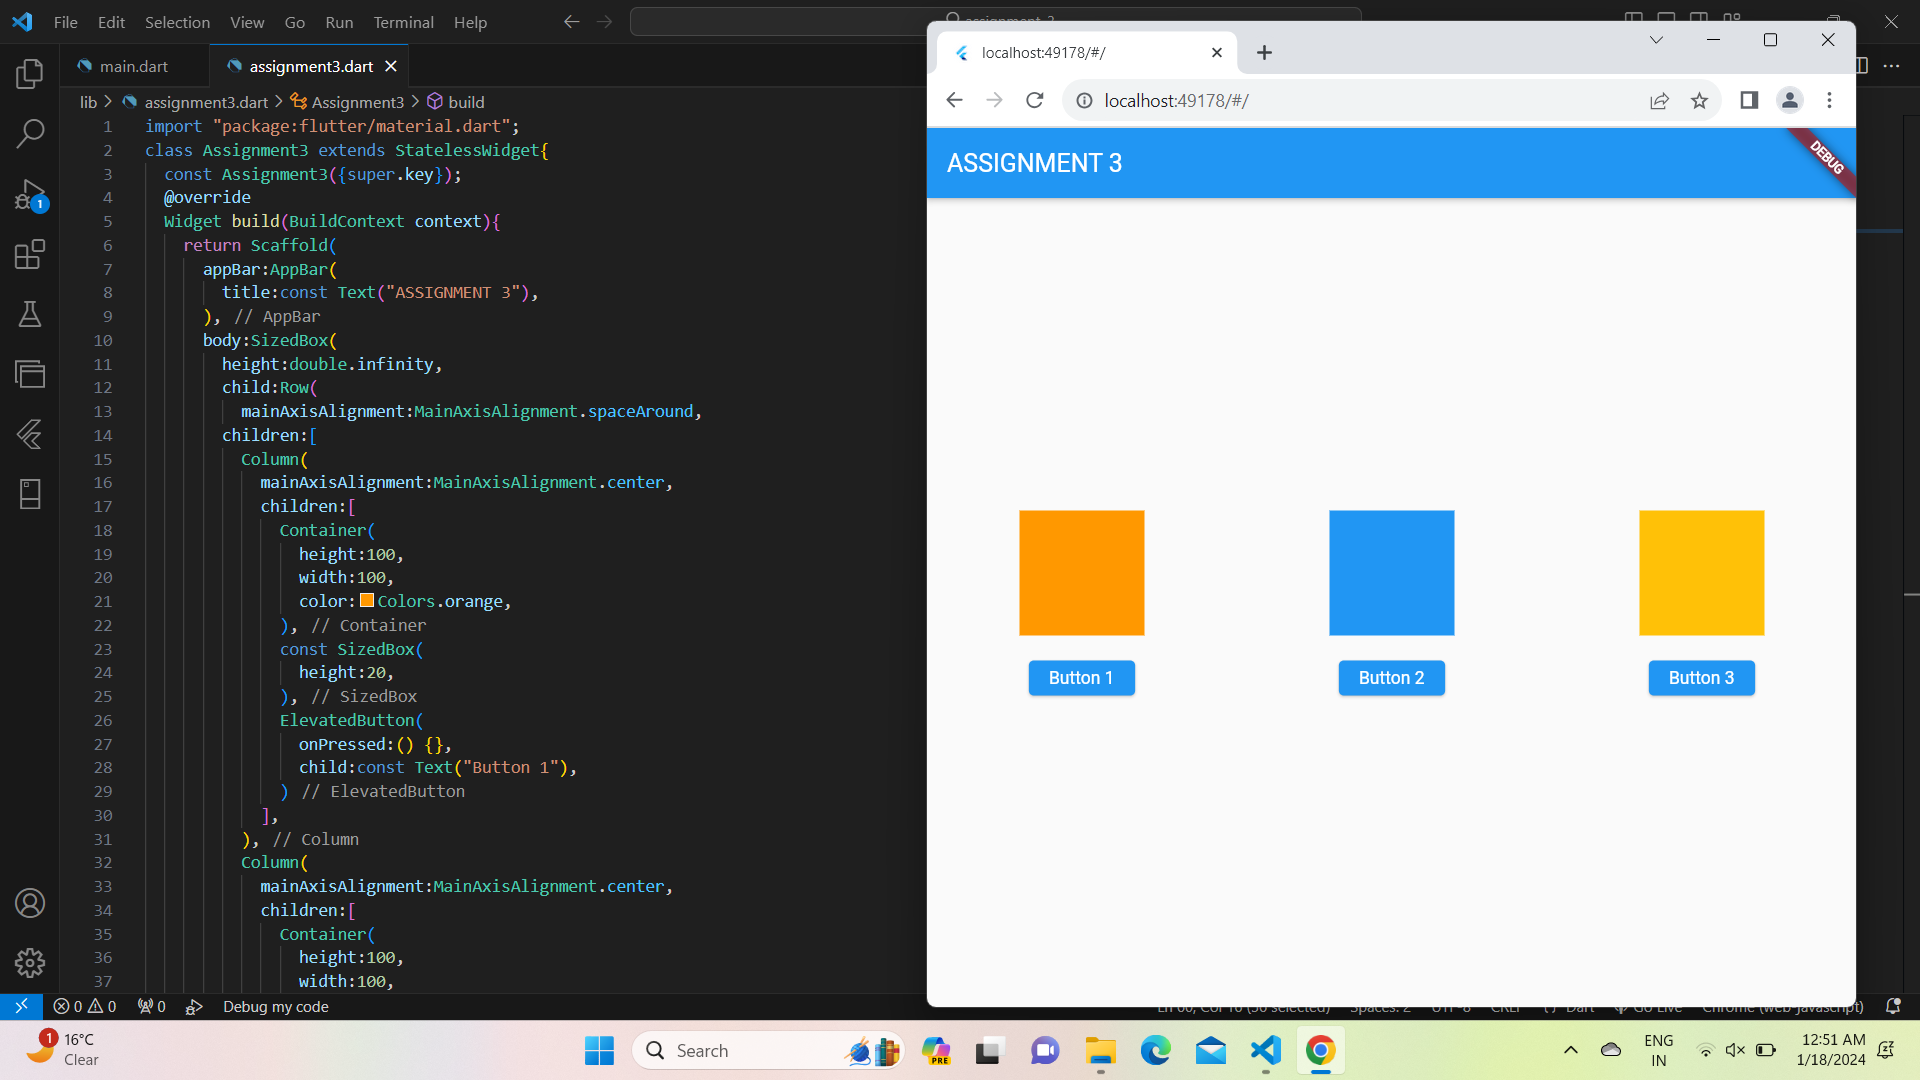 File Edit Selection View Go Run Terminal Help
main.dart
assignment3.dart
lib > assignment3.dart > Assignment3 > build
1 import "package:flutter/material.dart";
2 class Assignment3 extends StatelessWidget{
3 const Assignment3({super.key});
4 @override
5 Widget build(BuildContext context){
6 return Scaffold(
7 appBar:AppBar(
8 title:const Text("ASSIGNMENT 3"),
9 ), // AppBar
10 body:SizedBox(
11 height:double.infinity,
12 child:Row(
13 mainAxisAlignment:MainAxisAlignment.spaceAround,
14 children:[
15 Column(
16 mainAxisAlignment:MainAxisAlignment.center,
17 children:[
18 Container(
19 height:100,
20 width:100,
21 color:Colors.orange,
22 ), // Container
23 const SizedBox(
24 height:20,
25 ), // SizedBox
26 ElevatedButton(
27 onPressed:() {},
28 child:const Text("Button 1"),
29 ) // ElevatedButton
30 ],
31 ), // Column
32 Column(
33 mainAxisAlignment:MainAxisAlignment.center,
34 children:[
35 Container(
36 height:100,
37 width:100,
1
0 0 0 Debug my code
localhost:49178/#/
localhost:49178/#/
ASSIGNMENT 3
DEBUG
Button 1 Button 2 Button 3
1
16°C
Clear
Search
PRE
ENG
IN
12:51 AM
1/18/2024